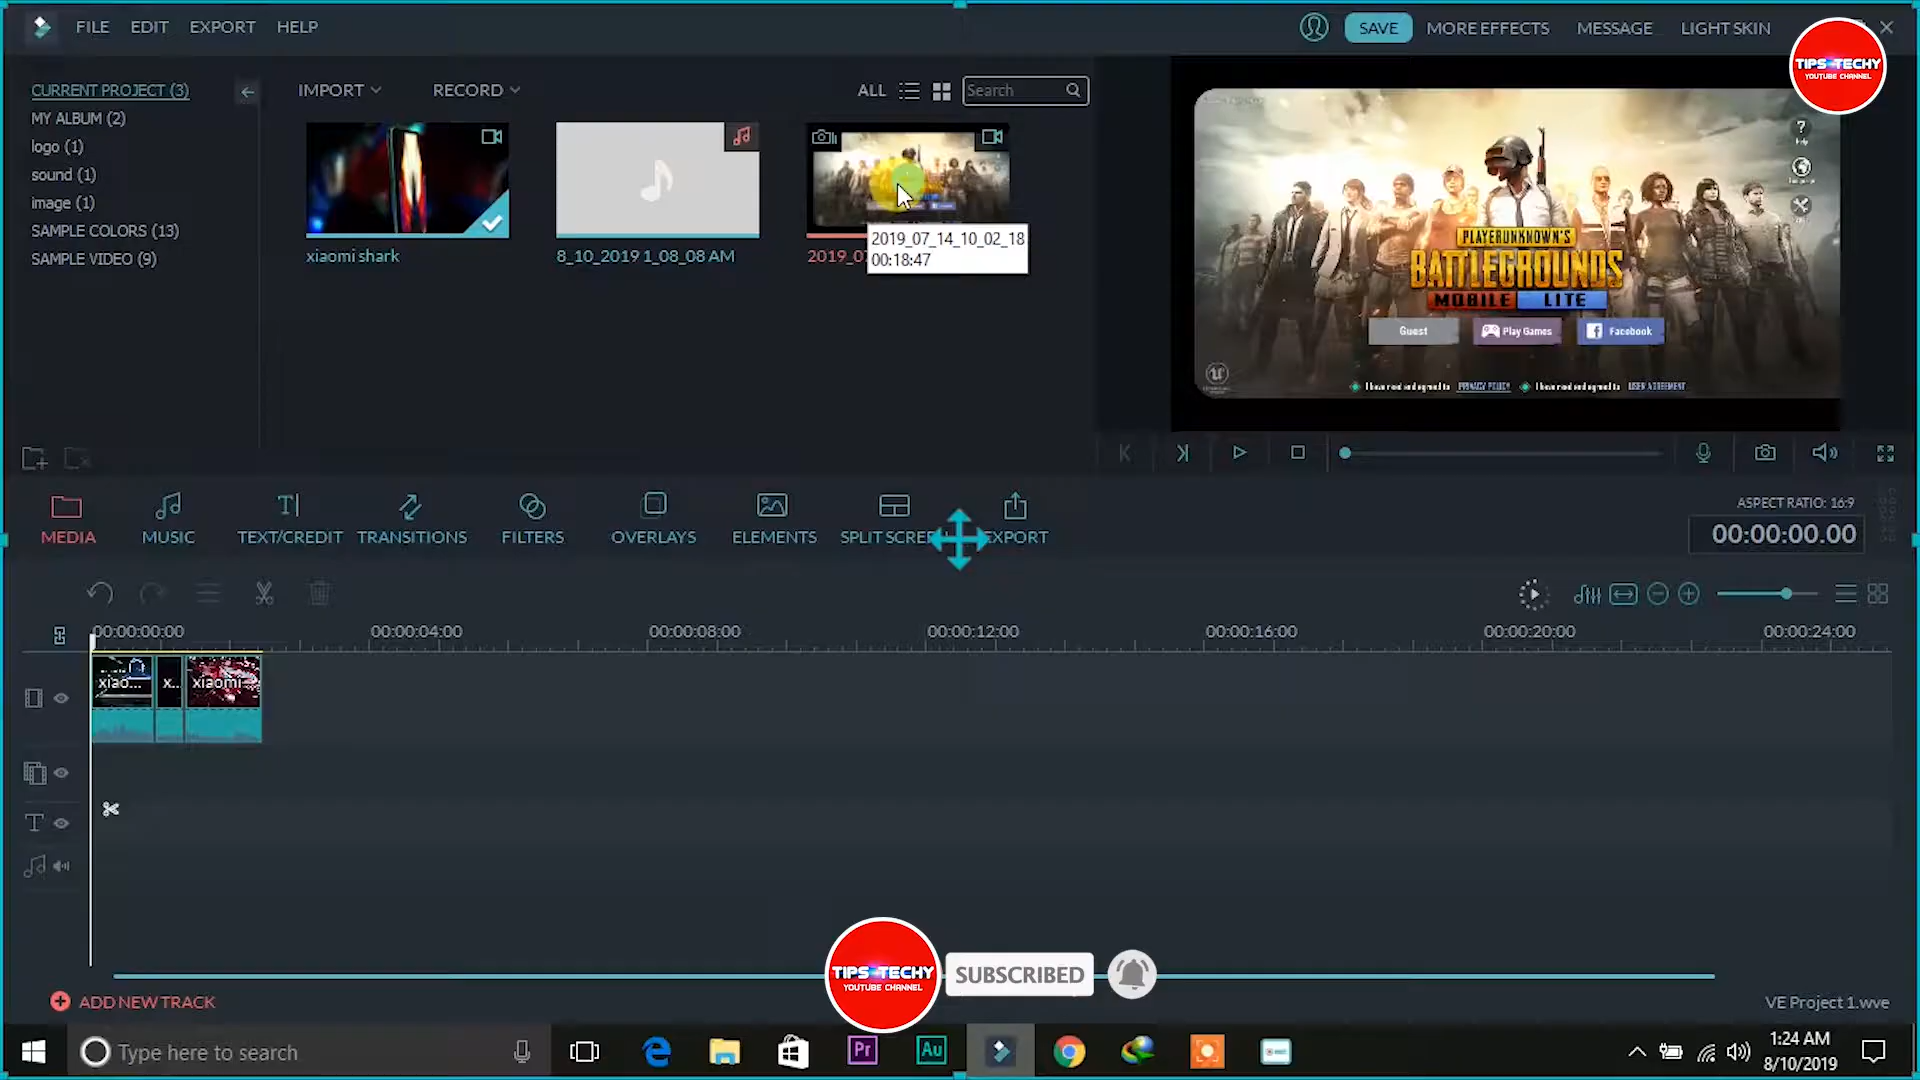 FILE EDIT EXPORT HELP
SAVE MORE EFFECTS MESSAGE LIGHT SKIN
TIPS TECHY
YOUTUBE CHANNEL
CURRENT PROJECT (3)
MY ALBUM (2)
logo (1)
sound (1)
image (1)
SAMPLE COLORS (13)
SAMPLE VIDEO (9)
IMPORT RECORD ALL Search
xiaomi shark
8_10_2019 1_08_08 AM
2019_07
2019_07_14_10_02_18
00:18:47
PLAYERUNKNOWN'S
BATTLEGROUNDS
MOBILE LITE
Guest Play Games Facebook
I have read and agreed to PRIVACY POLICY I have read and agreed to USER AGREEMENT
Help
MEDIA MUSIC TEXT/CREDIT TRANSITIONS FILTERS OVERLAYS ELEMENTS SPLIT SCREE EXPORT
ASPECT RATIO: 16:9
00:00:00.00
00:00:00:00 00:00:04:00 00:00:08:00 00:00:12:00 00:00:16:00 00:00:20:00 00:00:24:00
xiao... x... xiaomi
TIPS TECHY
YOUTUBE CHANNEL
SUBSCRIBED
ADD NEW TRACK
VE Project 1.wve
Type here to search
Pr Au
1:24 AM
8/10/2019